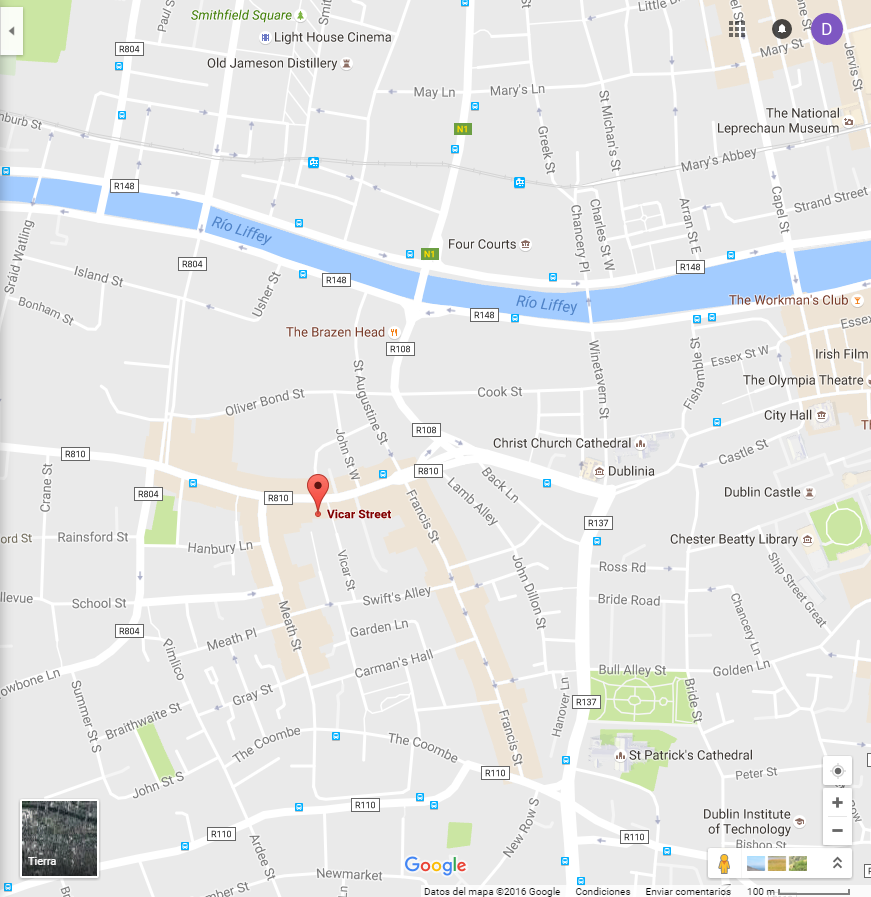 Smithfield Square
Paul S
Smit
Little Br
R804
Light House Cinema
Old Jameson Distillery
D
Mary St
Jervis St
May Ln
Mary's Ln
nburb St
N1
Greek St
St Michan's St
The National
Leprechaun Museum
Mary's Abbey
R148
Capel St
Strand Street
Sráid Watling
Río Liffey
Chancery Pl
Charles St W
Arran St E
Four Courts
N1
R804
R148
R148
Island St
Usher St
Bonham St
Río Liffey
The Workman's Club
R148
The Brazen Head
R108
Essex
Essex St W
Irish Film
Winetavern St
Fishamble St
St Augustine St
The Olympia Theatre
Oliver Bond St
Cook St
City Hall
R108
John St W
Christ Church Cathedral
Castle St
R810
Crane St
R810
Dublinia
Back Ln
Lamb Alley
R804
R810
Dublin Castle
Vicar Street
Francis St
R137
ord St
Rainsford St
Hanbury Ln
Chester Beatty Library
Vicar St
John Dillon St
Ross Rd
Ship Street Great
llevue
School St
Swift's Alley
Bride Road
Chancery Ln
Meath St
R804
Meath Pl
Garden Ln
Pimlico
Carman's Hall
Bull Alley St
Golden Ln
rowbone Ln
Summer St S
Gray St
Hanover Ln
R137
Bride St
Braithwaite St
The Coombe
The Coombe
Francis St
St Patrick's Cathedral
John St S
R110
Peter St
R110
New Row S
Dublin Institute
of Technology
Bishop St
R110
R110
Ardee St
Tierra
Newmarket
Google
mber St
Datos del mapa ©2016 Google
Condiciones
Enviar comentarios
100 m